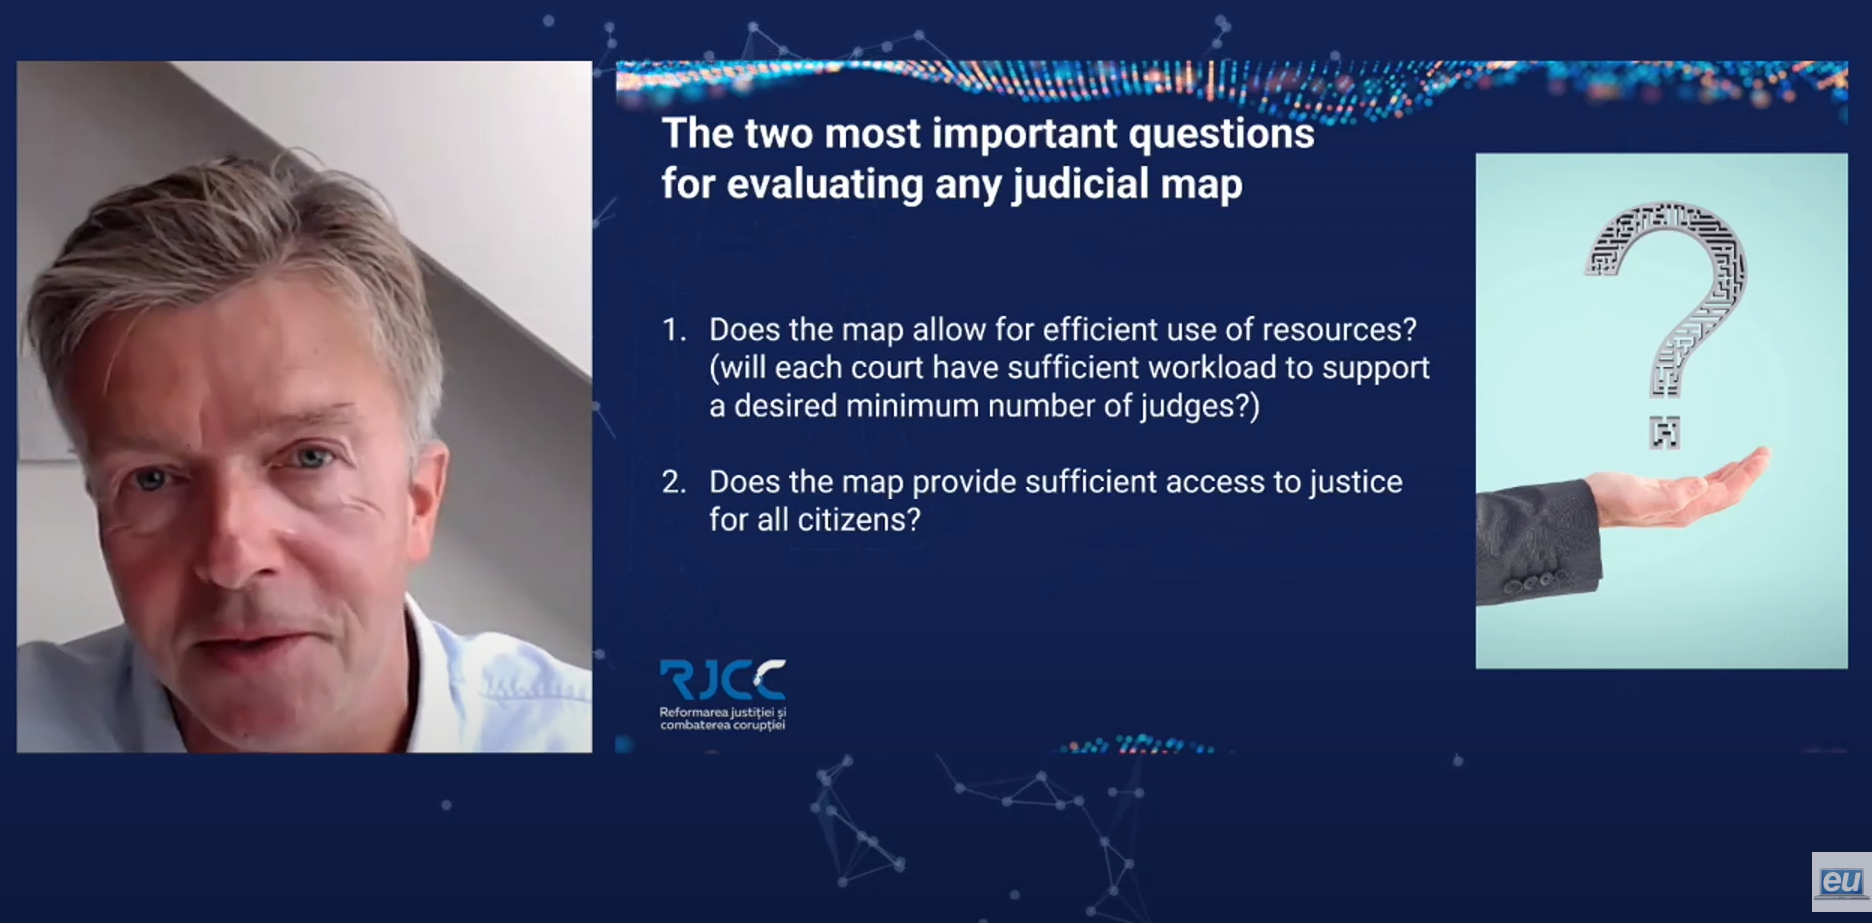 The two most important questions
for evaluating any judicial map
1. Does the map allow for efficient use of resources?
(will each court have sufficient workload to support
a desired minimum number of judges?)
2. Does the map provide sufficient access to justice
for all citizens?
RJCC
Reformarea justiției și
combaterea corupției
eu